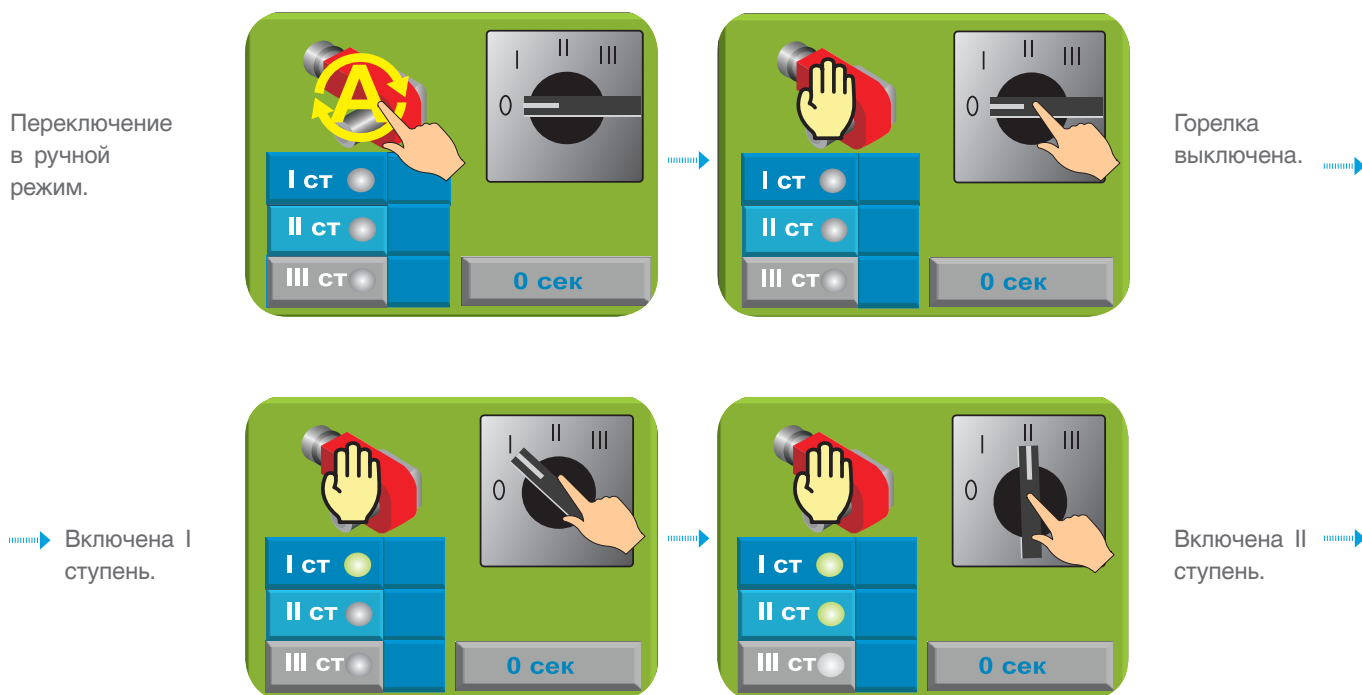 Переключение
в ручной
режим.
A
I II III
0
I ст
II ст
III ст
0 сек
I II III
0
I ст
II ст
III ст
0 сек
Горелка
выключена.
Включена I
ступень.
I II III
0
I ст
II ст
III ст
0 сек
I II III
0
I ст
II ст
III ст
0 сек
Включена II
ступень.